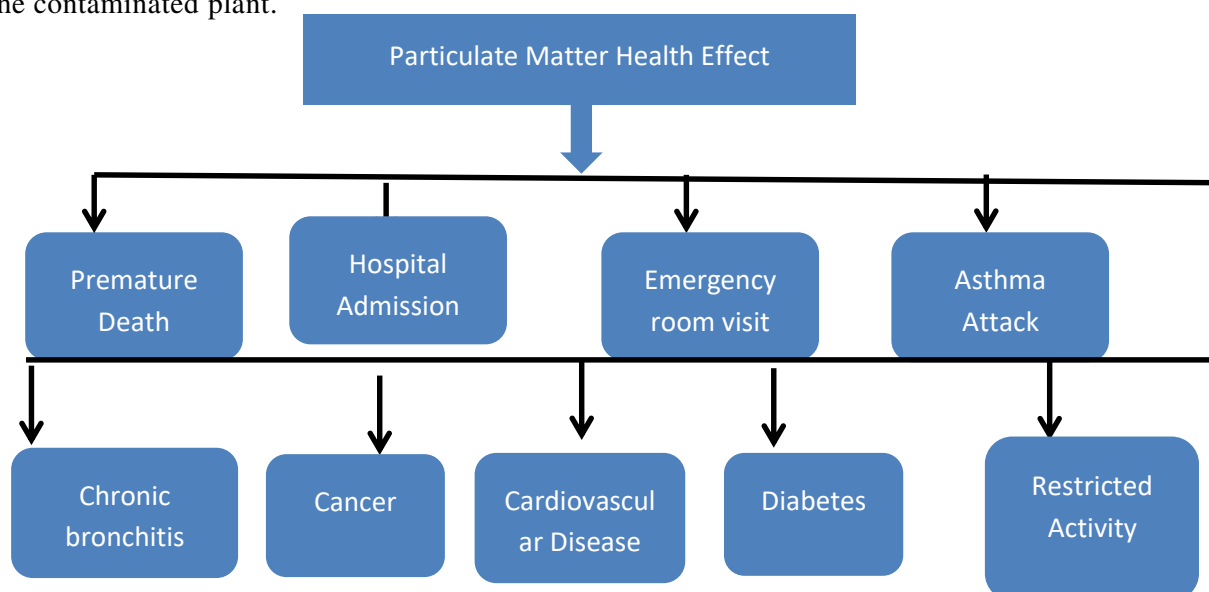 he contaminated plant.
Particulate Matter Health Effect
Premature
Death
Hospital
Admission
Emergency
room visit
Asthma
Attack
Chronic
bronchitis
Cancer
Cardiovascul
ar Disease
Diabetes
Restricted
Activity